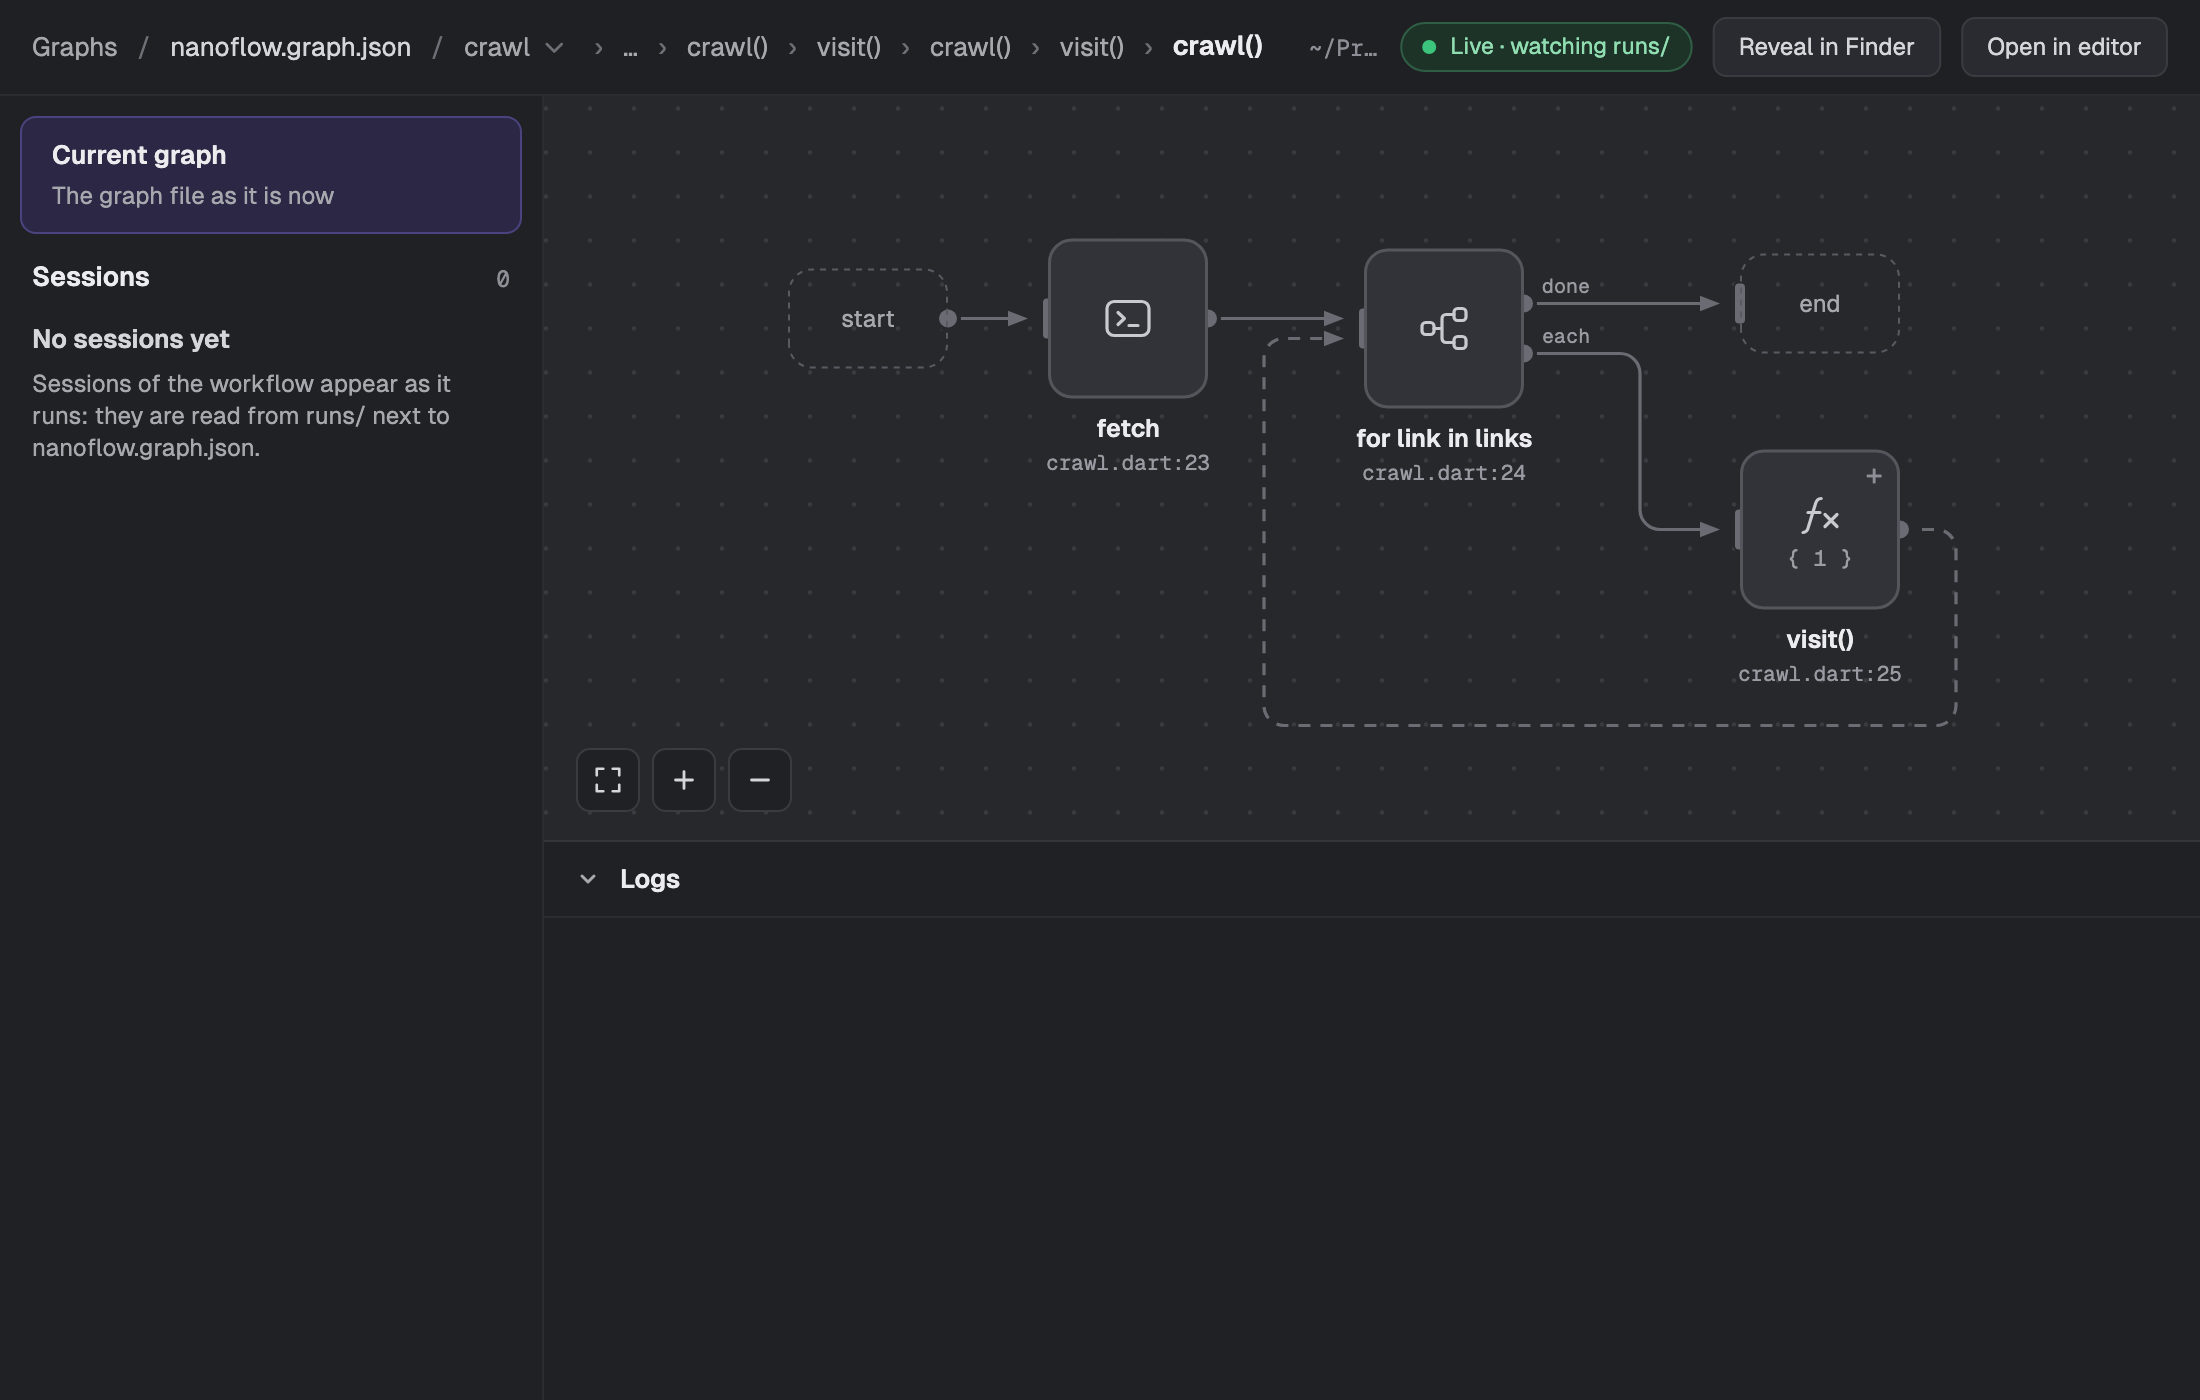 Graphs / nanoflow.graph.json / crawl › … › crawl() › visit() › crawl() › visit() › crawl() ~/Pr… Live · watching runs/ Reveal in Finder Open in editor
Current graph
The graph file as it is now
Sessions 0
No sessions yet
Sessions of the workflow appear as it
runs: they are read from runs/ next to
nanoflow.graph.json.
start
fetch
crawl.dart:23
for link in links
crawl.dart:24
done
each
end
fx
{ 1 }
visit()
crawl.dart:25
Logs